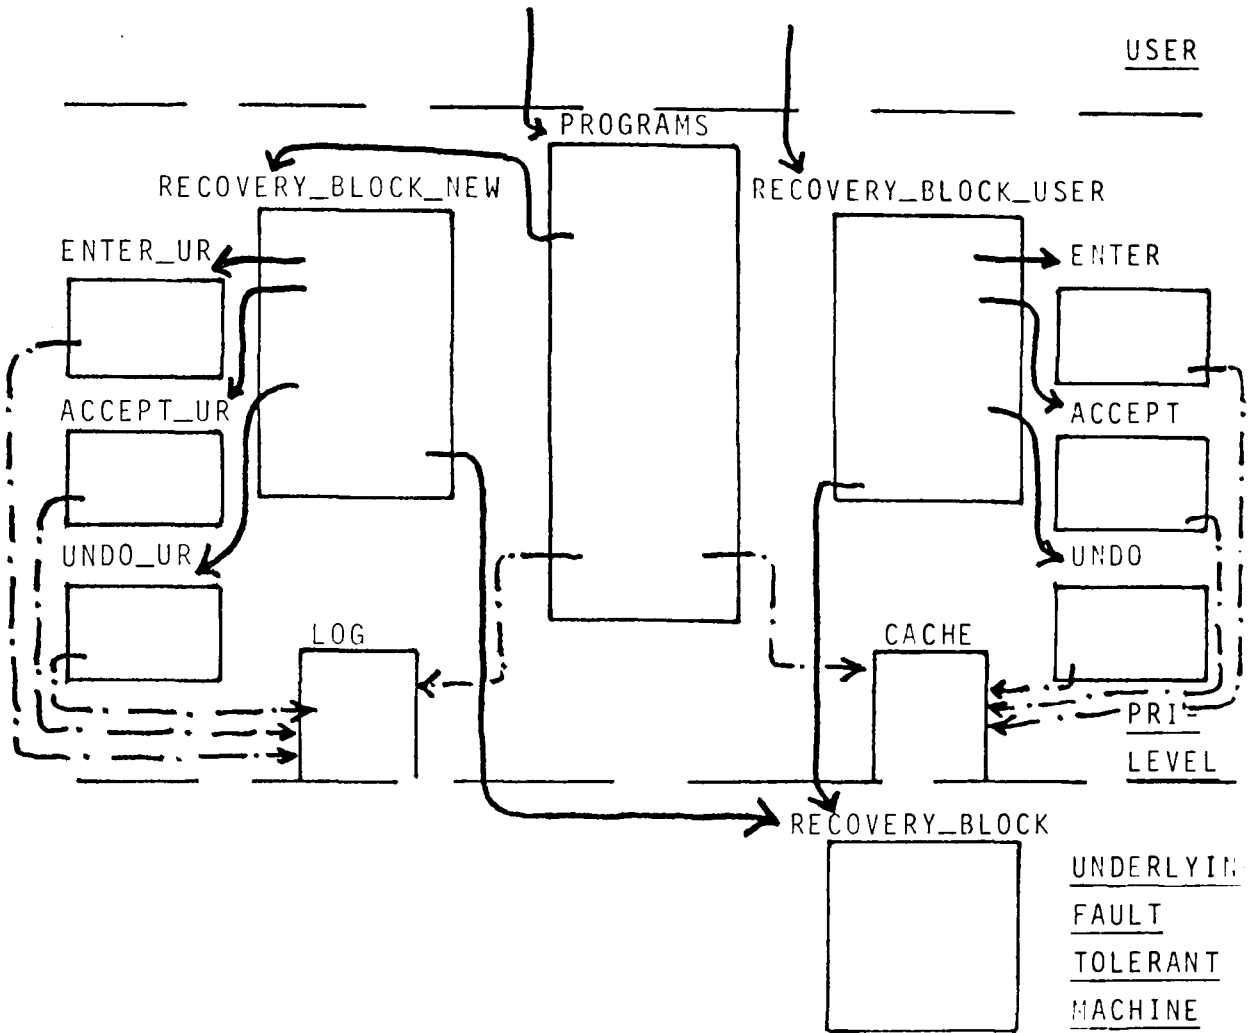 USER
PROGRAMS
RECOVERY_BLOCK_NEW
RECOVERY_BLOCK_USER
ENTER_UR
ENTER
ACCEPT_UR
ACCEPT
UNDO_UR
UNDO
LOG
CACHE
PRI-
LEVEL
RECOVERY_BLOCK
UNDERLYIN
FAULT
TOLERANT
MACHINE